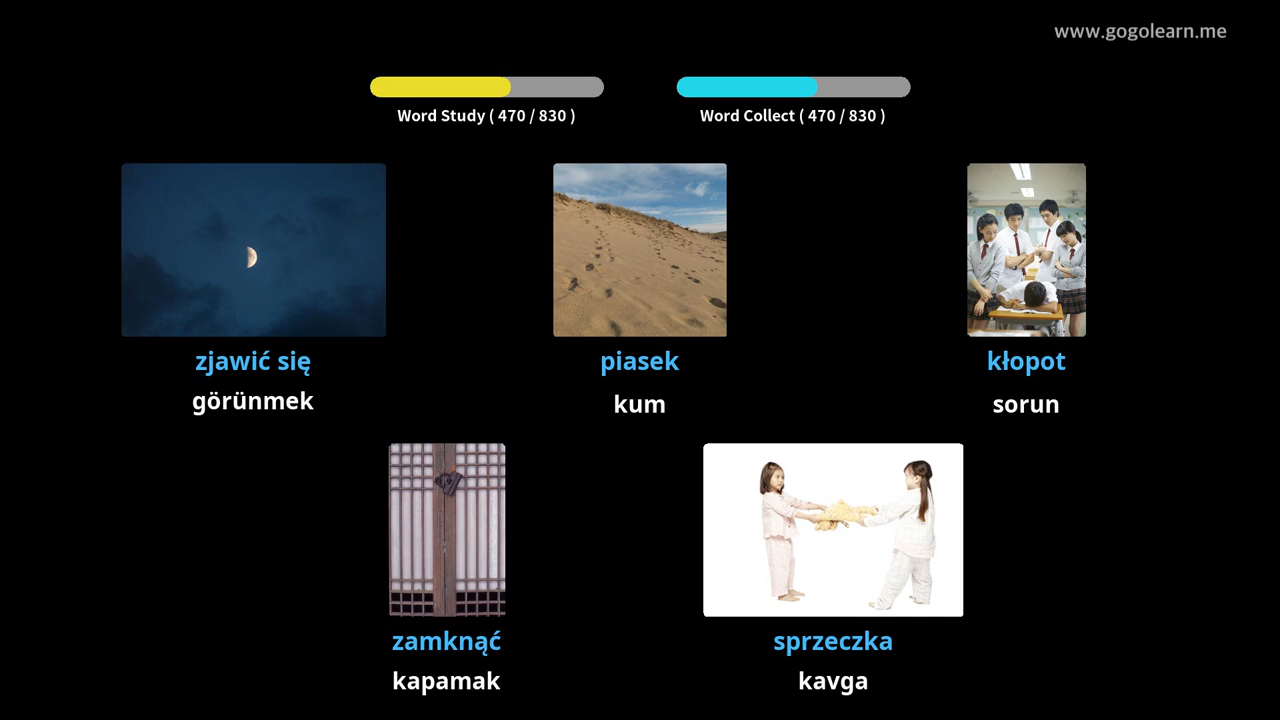 www.gogolearn.me
Word Study ( 470 / 830 )
Word Collect ( 470 / 830 )
zjawić się
görünmek
piasek
kum
kłopot
sorun
zamknąć
kapamak
sprzeczka
kavga